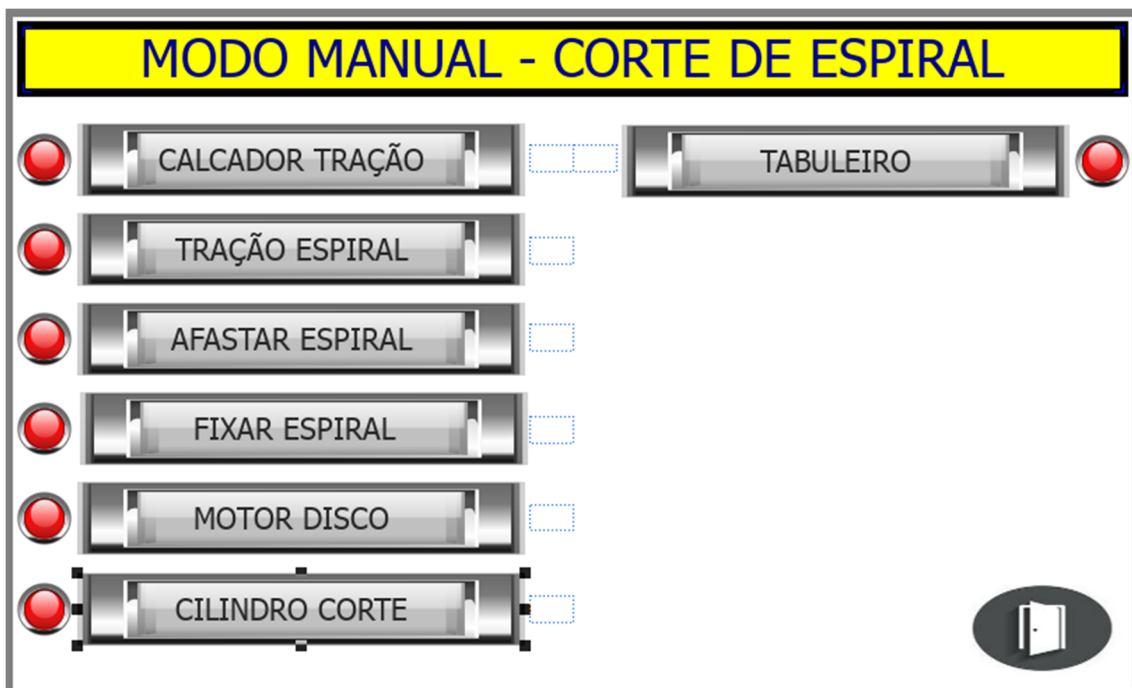 MODO MANUAL - CORTE DE ESPIRAL
CALCADOR TRAÇÃO
TABULEIRO
TRAÇÃO ESPIRAL
AFASTAR ESPIRAL
FIXAR ESPIRAL
MOTOR DISCO
CILINDRO CORTE